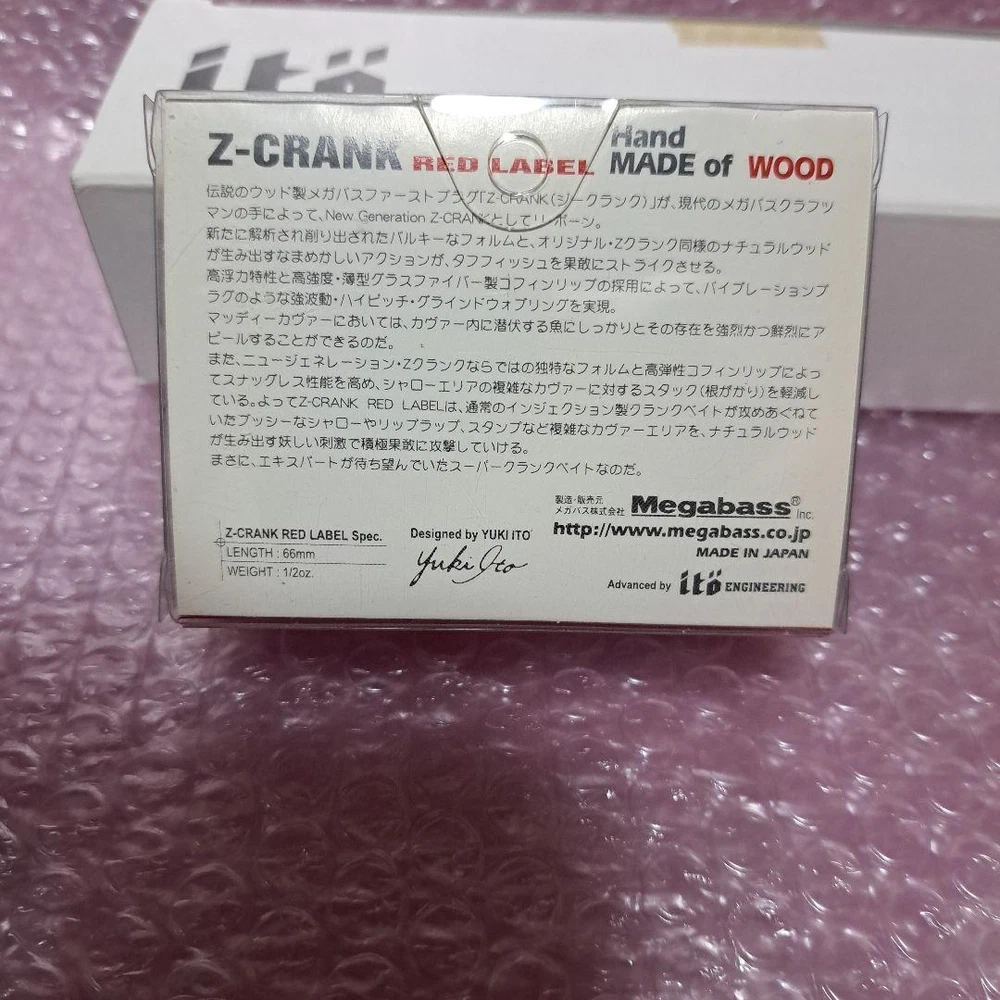 itö
Z-CRANK RED LABEL Hand MADE of WOOD
伝説のウッド製メガバスファーストプラグ「Z-CRANK(ジークランク)」が、現代のメガバスクラフツ
マンの手によって、New Generation Z-CRANKとしてリ・ボーン。
新たに解析され削り出されたバルキーなフォルムと、オリジナル・Zクランク同様のナチュラルウッド
が生み出すなまめかしいアクションが、タフフィッシュを果敢にストライクさせる。
高浮力特性と高強度・薄型グラスファイバー製コフィンリップの採用によって、バイブレーションプ
ラグのような強波動・ハイピッチ・グラインドウォブリングを実現。
マッディーカヴァーにおいては、カヴァー内に潜伏する魚にしっかりとその存在を強烈かつ鮮烈にア
ピールすることができるのだ。
また、ニュージェネレーション・Zクランクならではの独特なフォルムと高弾性コフィンリップによっ
てスナッグレス性能を高め、シャローエリアの複雑なカヴァーに対するスタック(根がかり)を軽減し
ている。よってZ-CRANK RED LABELは、通常のインジェクション製クランクベイトが攻めあぐねて
いたブッシーなシャローやリップラップ、スタンプなど複雑なカヴァーエリアを、ナチュラルウッド
が生み出す妖しい刺激で積極果敢に攻撃していける。
まさに、エキスパートが待ち望んでいたスーパークランクベイトなのだ。
製造・販売元
メガバス株式会社 Megabass® Inc.
http://www.megabass.co.jp
MADE IN JAPAN
Z-CRANK RED LABEL Spec.
LENGTH : 66mm
WEIGHT : 1/2oz.
Designed by YUKI ITO
Yuki Ito
Advanced by itö ENGINEERING